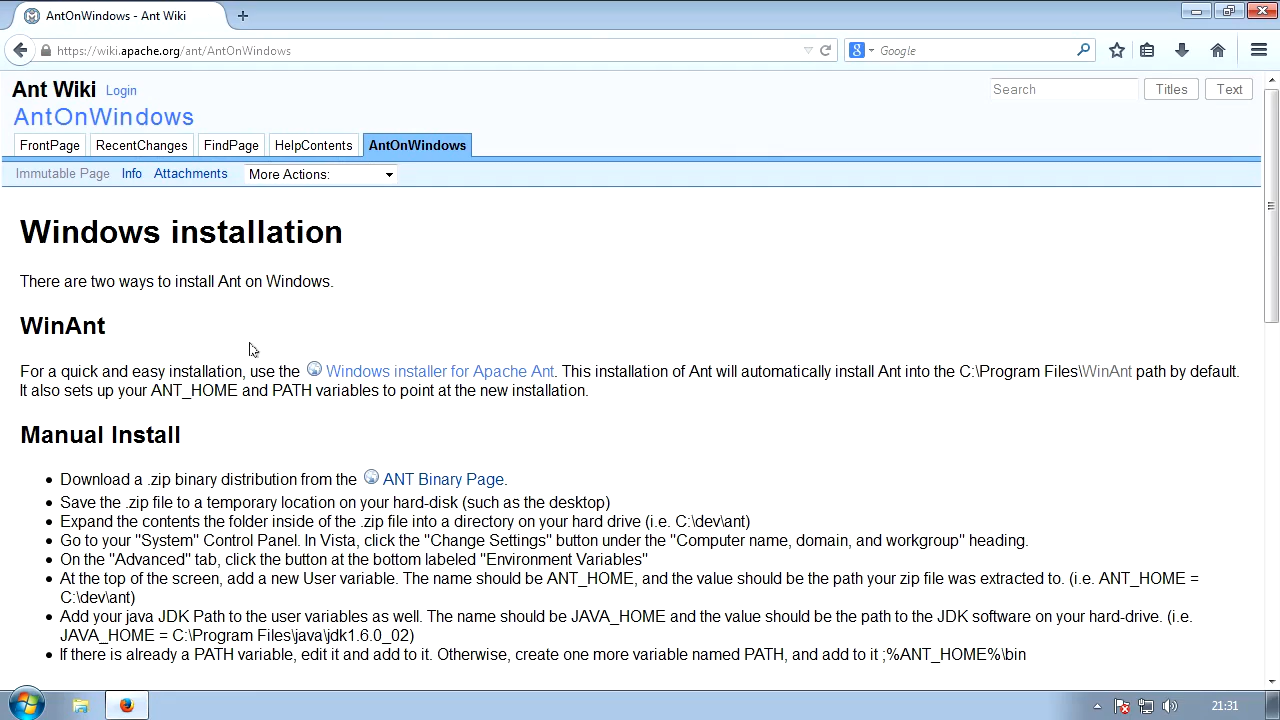 AntOnWindows - Ant Wiki
https://wiki.apache.org/ant/AntOnWindows
Google
Ant Wiki Login
Search Titles Text
AntOnWindows
FrontPage RecentChanges FindPage HelpContents AntOnWindows
Immutable Page Info Attachments More Actions:
Windows installation
There are two ways to install Ant on Windows.
WinAnt
For a quick and easy installation, use the Windows installer for Apache Ant. This installation of Ant will automatically install Ant into the C:\Program Files\WinAnt path by default.
It also sets up your ANT_HOME and PATH variables to point at the new installation.
Manual Install
Download a .zip binary distribution from the ANT Binary Page.
Save the .zip file to a temporary location on your hard-disk (such as the desktop)
Expand the contents the folder inside of the .zip file into a directory on your hard drive (i.e. C:\dev\ant)
Go to your "System" Control Panel. In Vista, click the "Change Settings" button under the "Computer name, domain, and workgroup" heading.
On the "Advanced" tab, click the button at the bottom labeled "Environment Variables"
At the top of the screen, add a new User variable. The name should be ANT_HOME, and the value should be the path your zip file was extracted to. (i.e. ANT_HOME =
C:\dev\ant)
Add your java JDK Path to the user variables as well. The name should be JAVA_HOME and the value should be the path to the JDK software on your hard-drive. (i.e.
JAVA_HOME = C:\Program Files\java\jdk1.6.0_02)
If there is already a PATH variable, edit it and add to it. Otherwise, create one more variable named PATH, and add to it ;%ANT_HOME%\bin
21:31